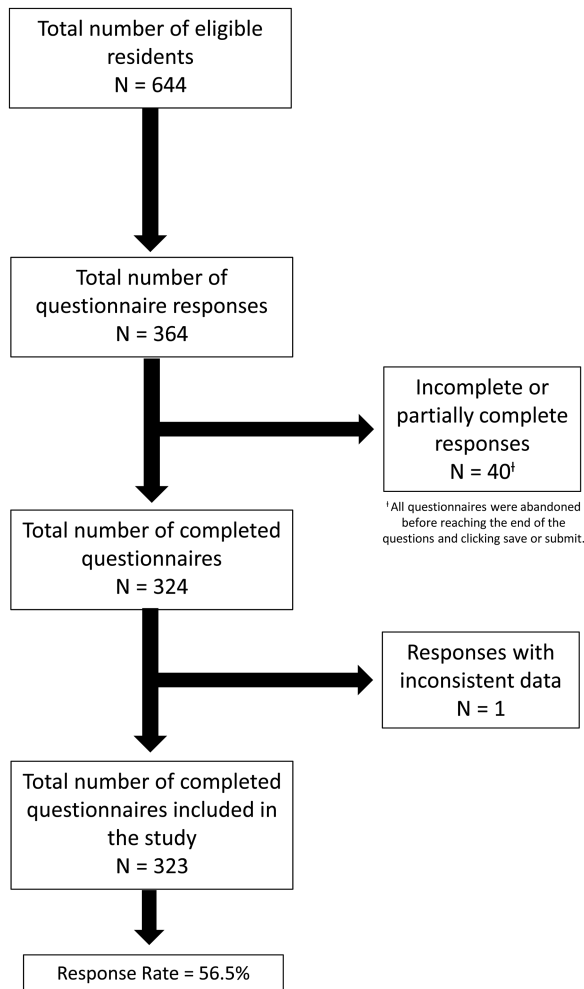 Total number of eligible
residents
N = 644
Total number of
questionnaire responses
N = 364
Incomplete or
partially complete
responses
N = 40ƚ
ƚAll questionnaires were abandoned
before reaching the end of the
questions and clicking save or submit.
Total number of completed
questionnaires
N = 324
Responses with
inconsistent data
N = 1
Total number of completed
questionnaires included in
the study
N = 323
Response Rate = 56.5%